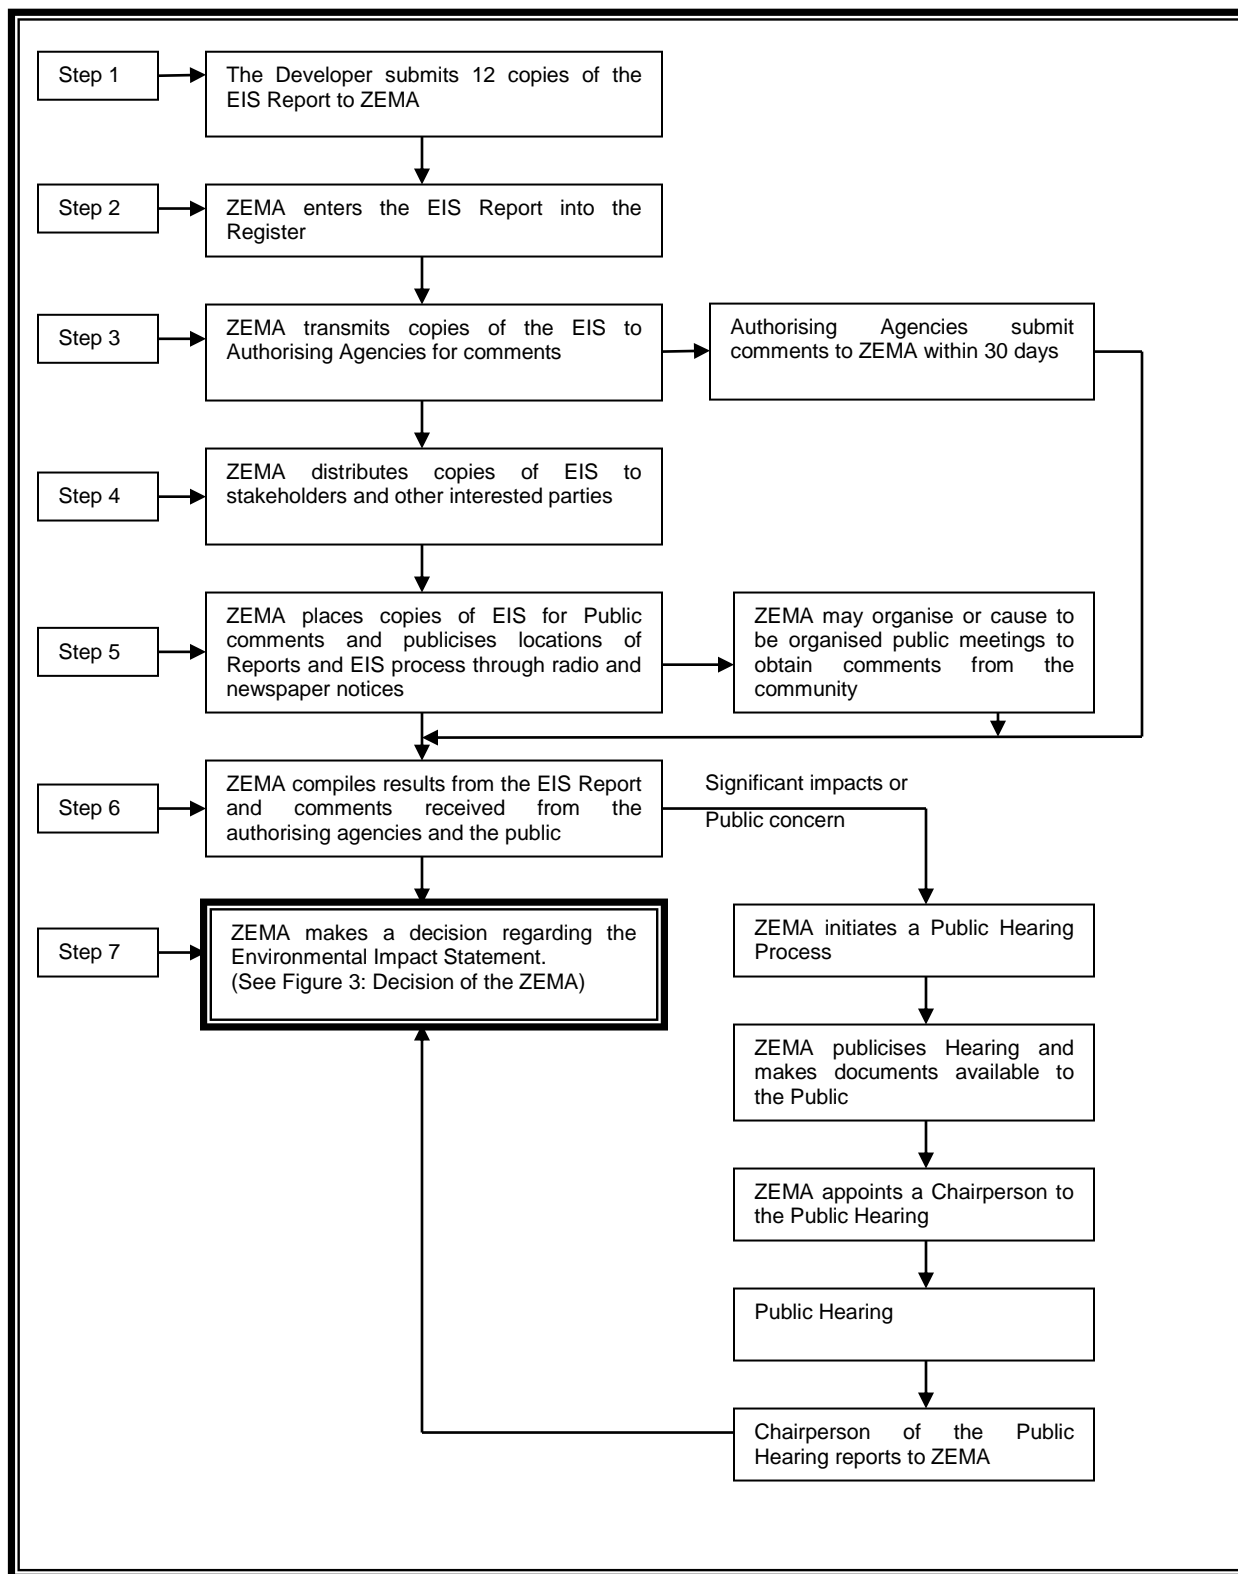 Step 1
The Developer submits 12 copies of the
EIS Report to ZEMA
Step 2
ZEMA enters the EIS Report into the
Register
Step 3
ZEMA transmits copies of the EIS to
Authorising Agencies for comments
Authorising Agencies submit
comments to ZEMA within 30 days
Step 4
ZEMA distributes copies of EIS to
stakeholders and other interested parties
Step 5
ZEMA places copies of EIS for Public
comments and publicises locations of
Reports and EIS process through radio and
newspaper notices
ZEMA may organise or cause to
be organised public meetings to
obtain comments from the
community
Step 6
ZEMA compiles results from the EIS Report
and comments received from the
authorising agencies and the public
Significant impacts or
Public concern
Step 7
ZEMA makes a decision regarding the
Environmental Impact Statement.
(See Figure 3: Decision of the ZEMA)
ZEMA initiates a Public Hearing
Process
ZEMA publicises Hearing and
makes documents available to
the Public
ZEMA appoints a Chairperson to
the Public Hearing
Public Hearing
Chairperson of the Public
Hearing reports to ZEMA